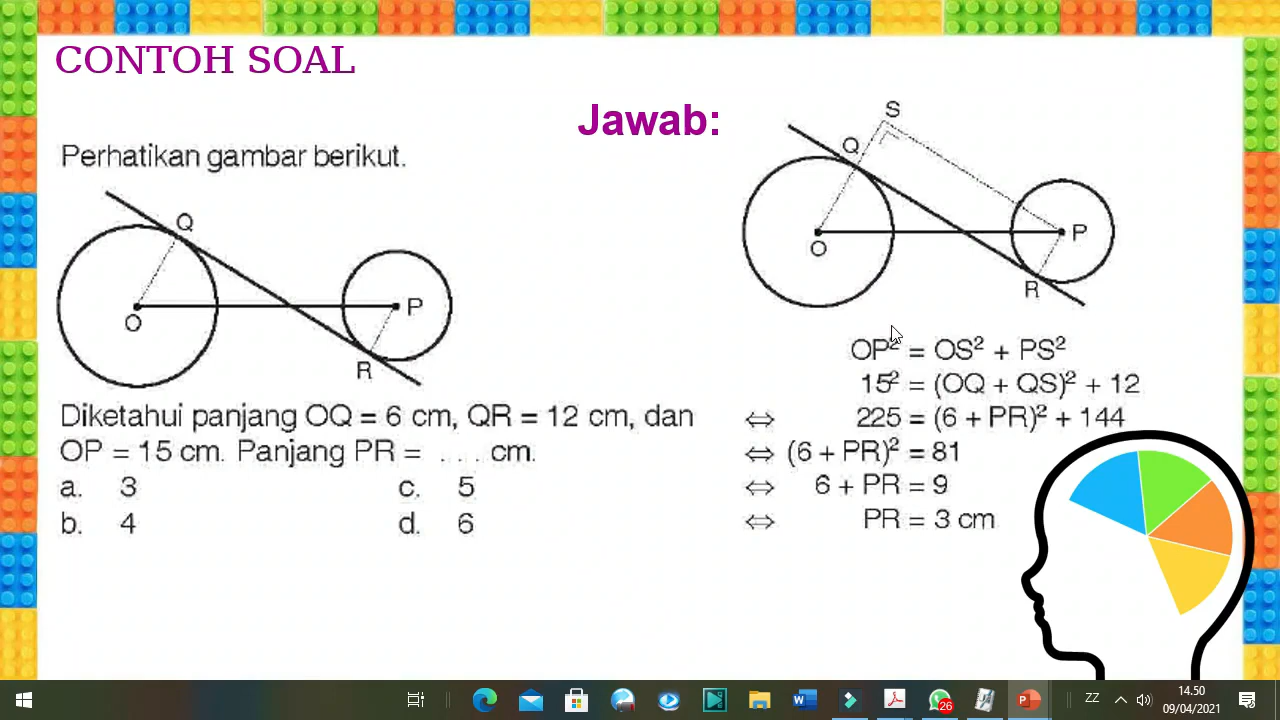 CONTOH SOAL
Perhatikan gambar berikut.
Q
O
P
R
Diketahui panjang OQ = 6 cm, QR = 12 cm, dan
OP = 15 cm. Panjang PR = . . . cm.
a. 3 c. 5
b. 4 d. 6
Jawab:
S
Q
O
P
R
OP² = OS² + PS²
15² = (OQ + QS)² + 12
⇔ 225 = (6 + PR)² + 144
⇔ (6 + PR)² = 81
⇔ 6 + PR = 9
⇔ PR = 3 cm
26
ZZ
14.50
09/04/2021